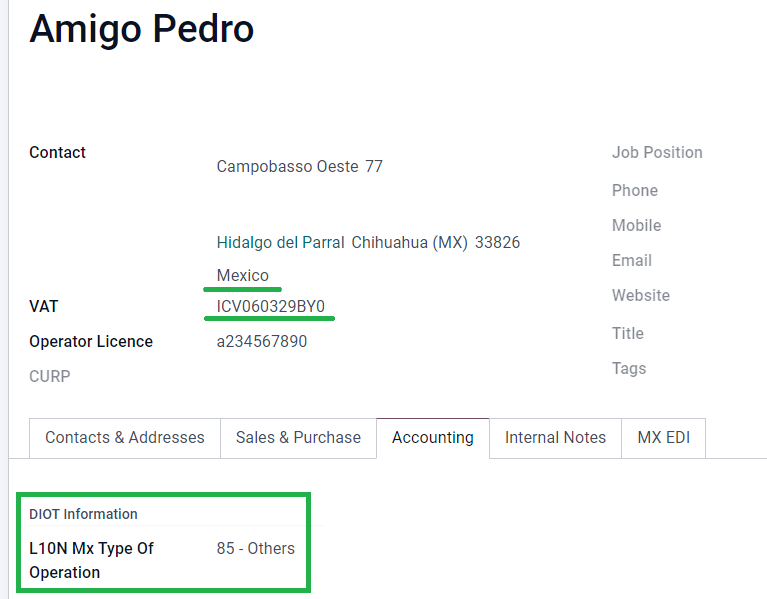 Amigo Pedro
Contact
Campobasso Oeste 77
Hidalgo del Parral Chihuahua (MX) 33826
Mexico
VAT
ICV060329BY0
Operator Licence
a234567890
CURP
Job Position
Phone
Mobile
Email
Website
Title
Tags
Contacts & Addresses
Sales & Purchase
Accounting
Internal Notes
MX EDI
DIOT Information
L10N Mx Type Of
Operation
85 - Others